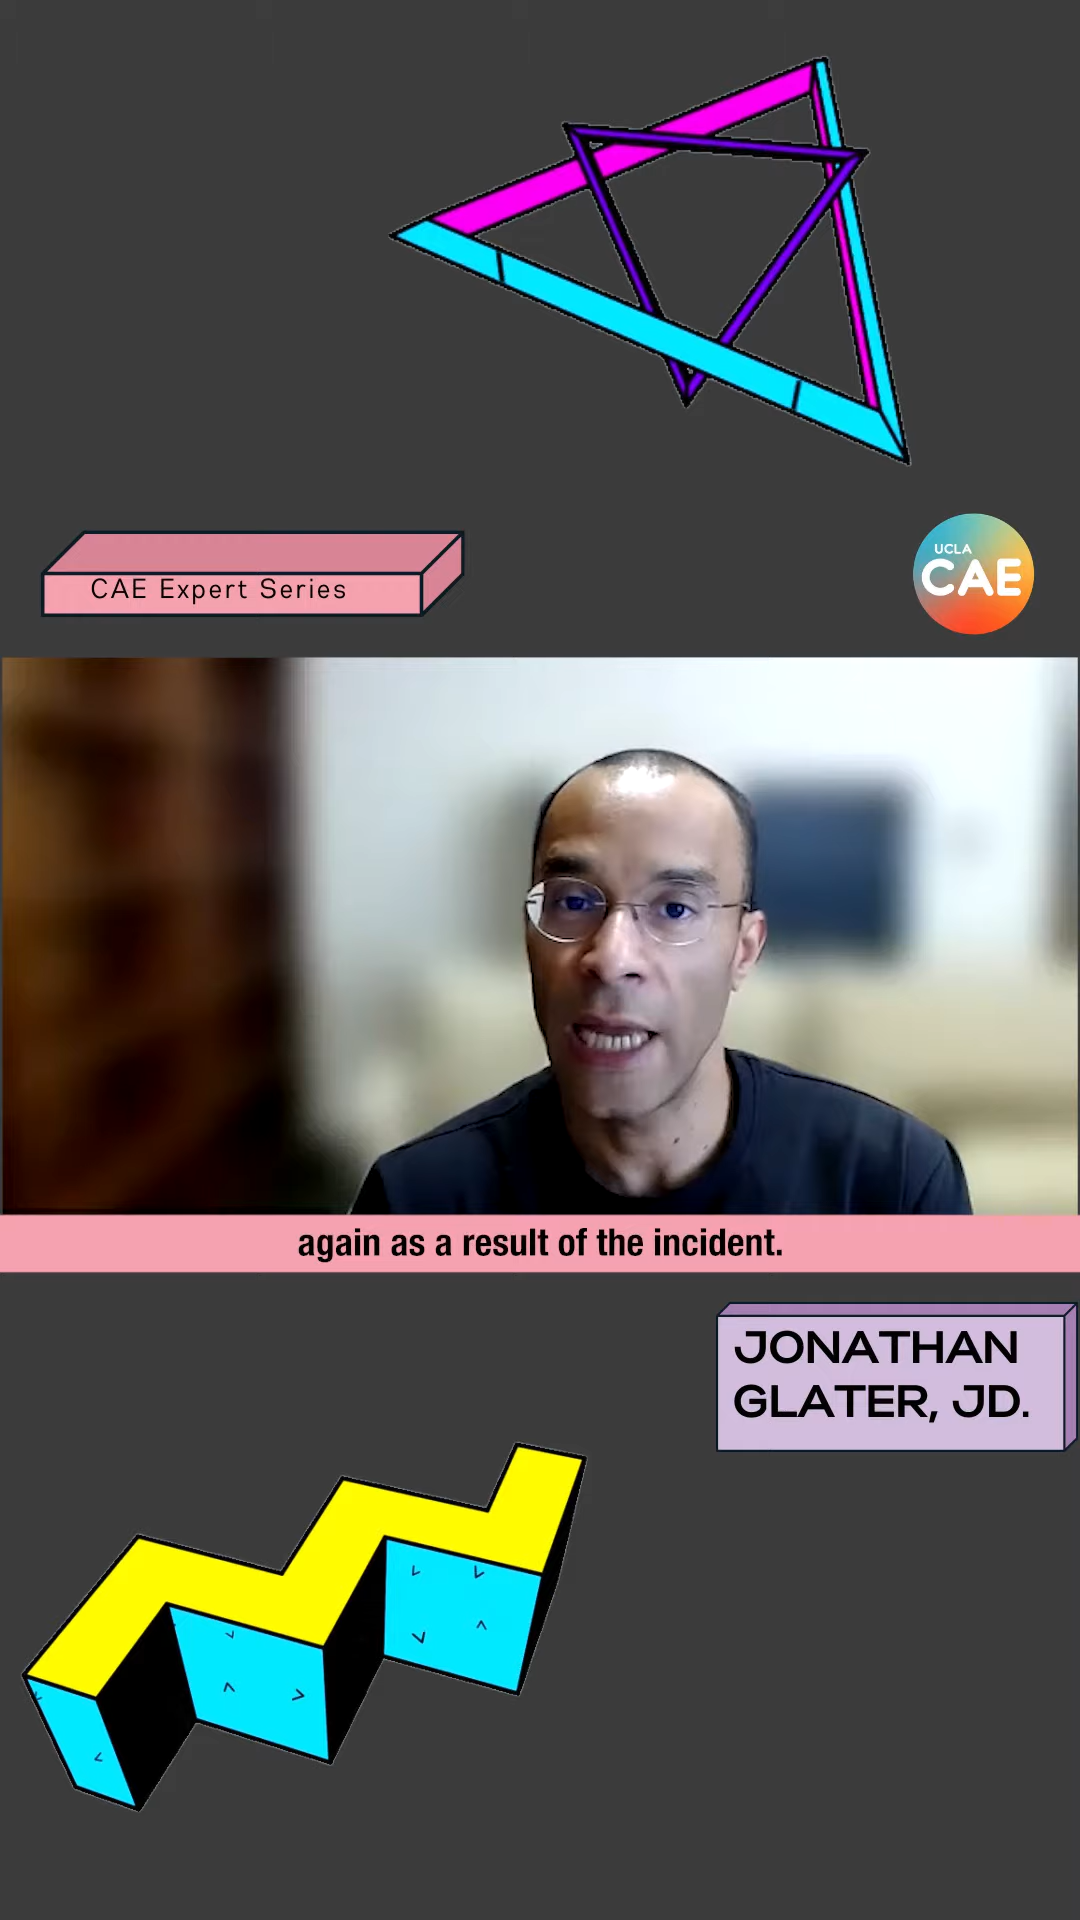 CAE Expert Series
UCLA
CAE
again as a result of the incident.
JONATHAN
GLATER, JD.